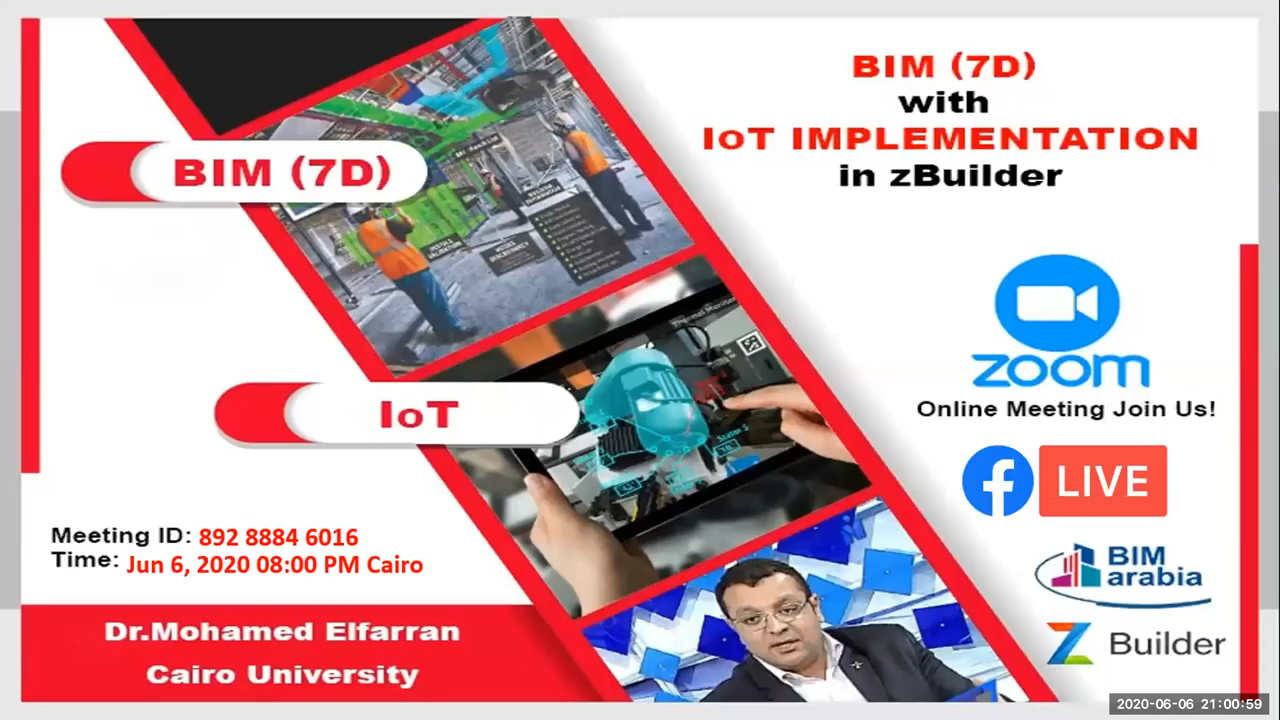 BIM (7D)
with
IoT IMPLEMENTATION
in zBuilder
BIM (7D)
IoT
zoom
Online Meeting Join Us!
LIVE
BIM
arabia
Z Builder
Thermal Monitor
Meeting ID: 892 8884 6016
Time: Jun 6, 2020 08:00 PM Cairo
Dr.Mohamed Elfarran
Cairo University
2020-06-06 21:00:59